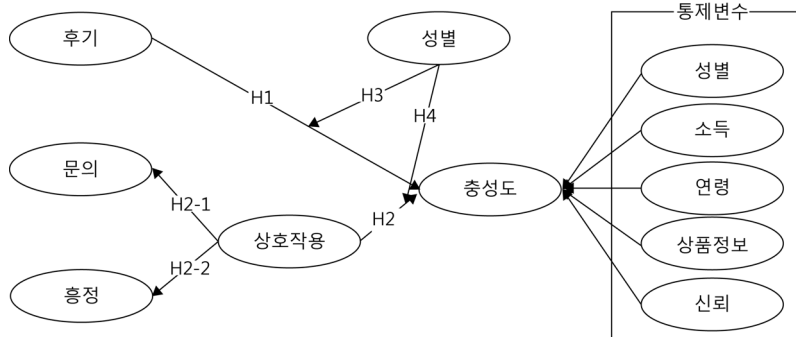 통제변수
후기
성별
성별
H1
H3
H4
소득
문의
충성도
연령
H2-1
H2
상호작용
상품정보
H2-2
흥정
신뢰